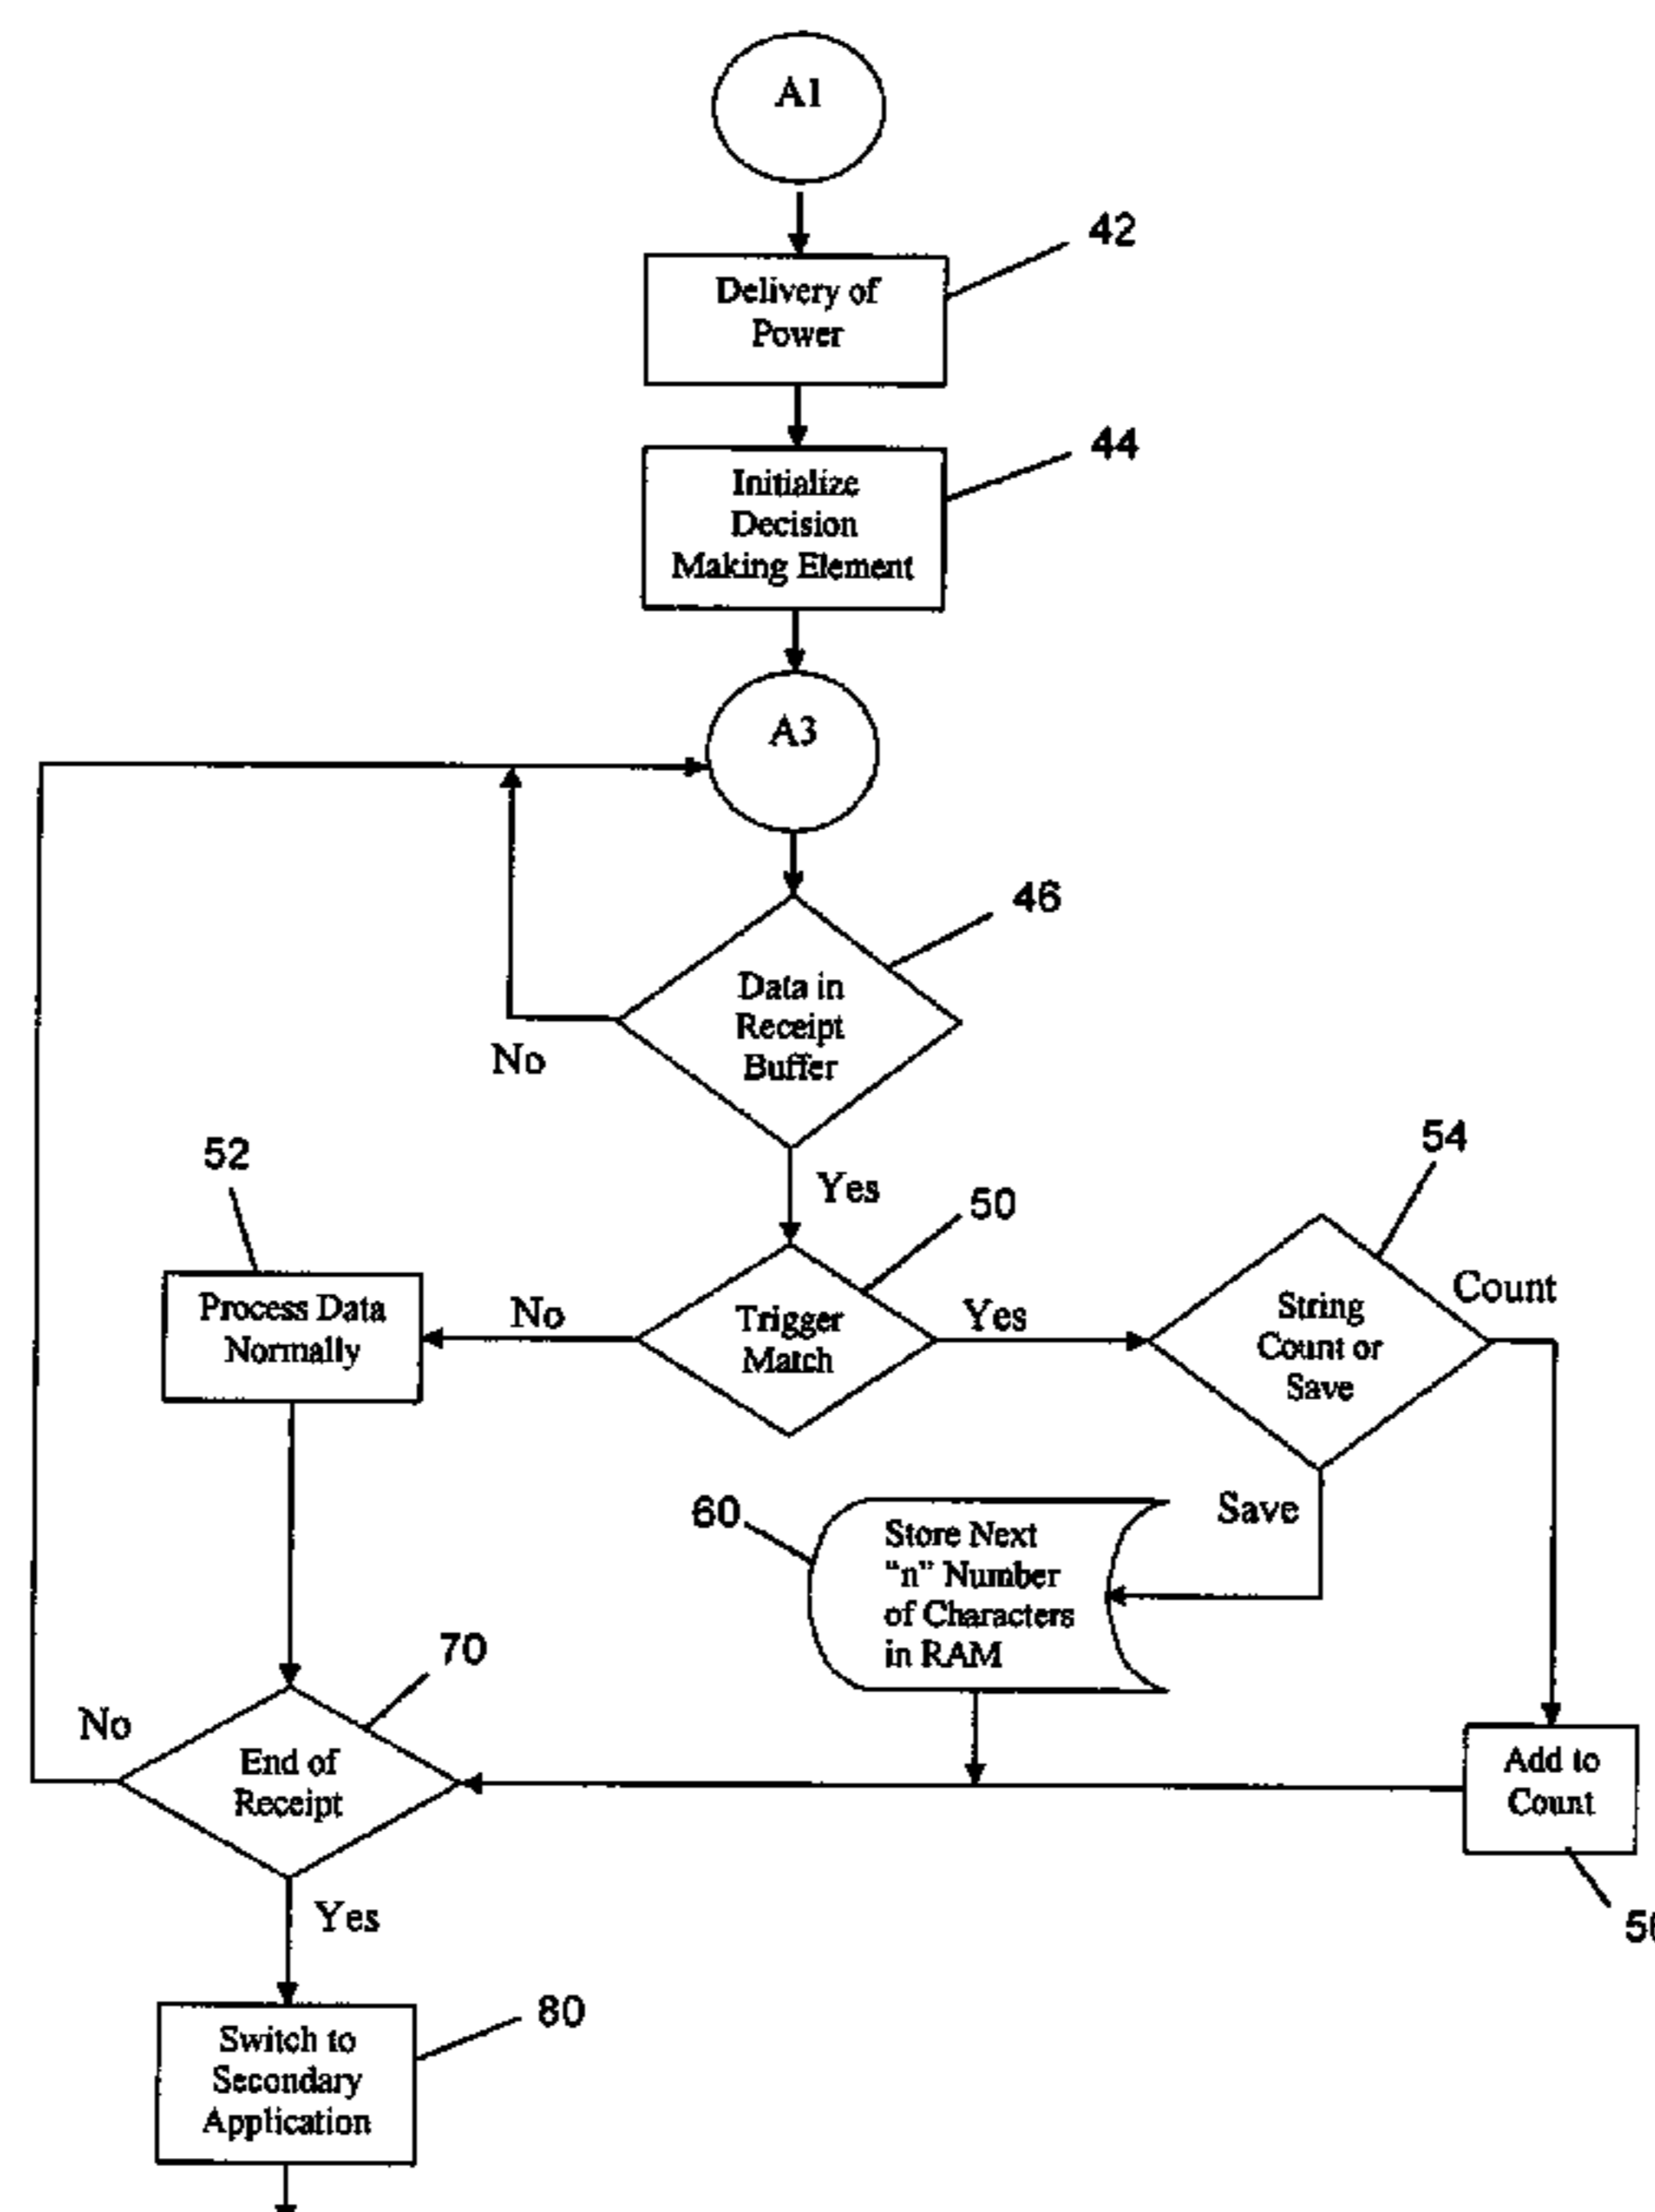 A1
42
Delivery of
Power
44
Initialize
Decision
Making Element
A3
46
Data in
Receipt
Buffer
No
Yes
52
50
54
Process Data
Normally
No
Trigger
Match
Yes
String
Count or
Save
Count
60
Store Next
"n" Number
of Characters
in RAM
Save
70
No
End of
Receipt
Add to
Count
Yes
80
Switch to
Secondary
Application